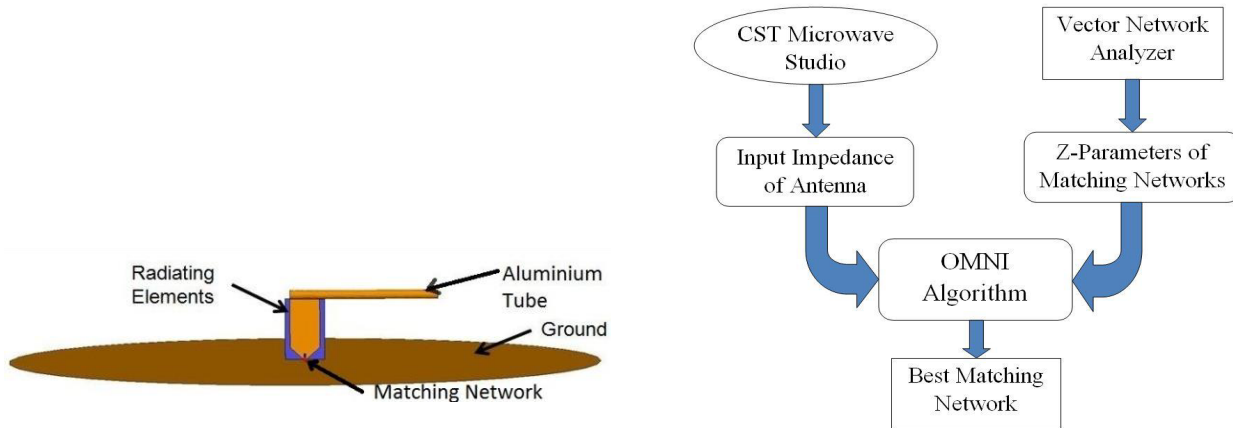 Radiating
Elements
Aluminium
Tube
Ground
Matching Network
CST Microwave
Studio
Vector Network
Analyzer
Input Impedance
of Antenna
Z-Parameters of
Matching Networks
OMNI
Algorithm
Best Matching
Network